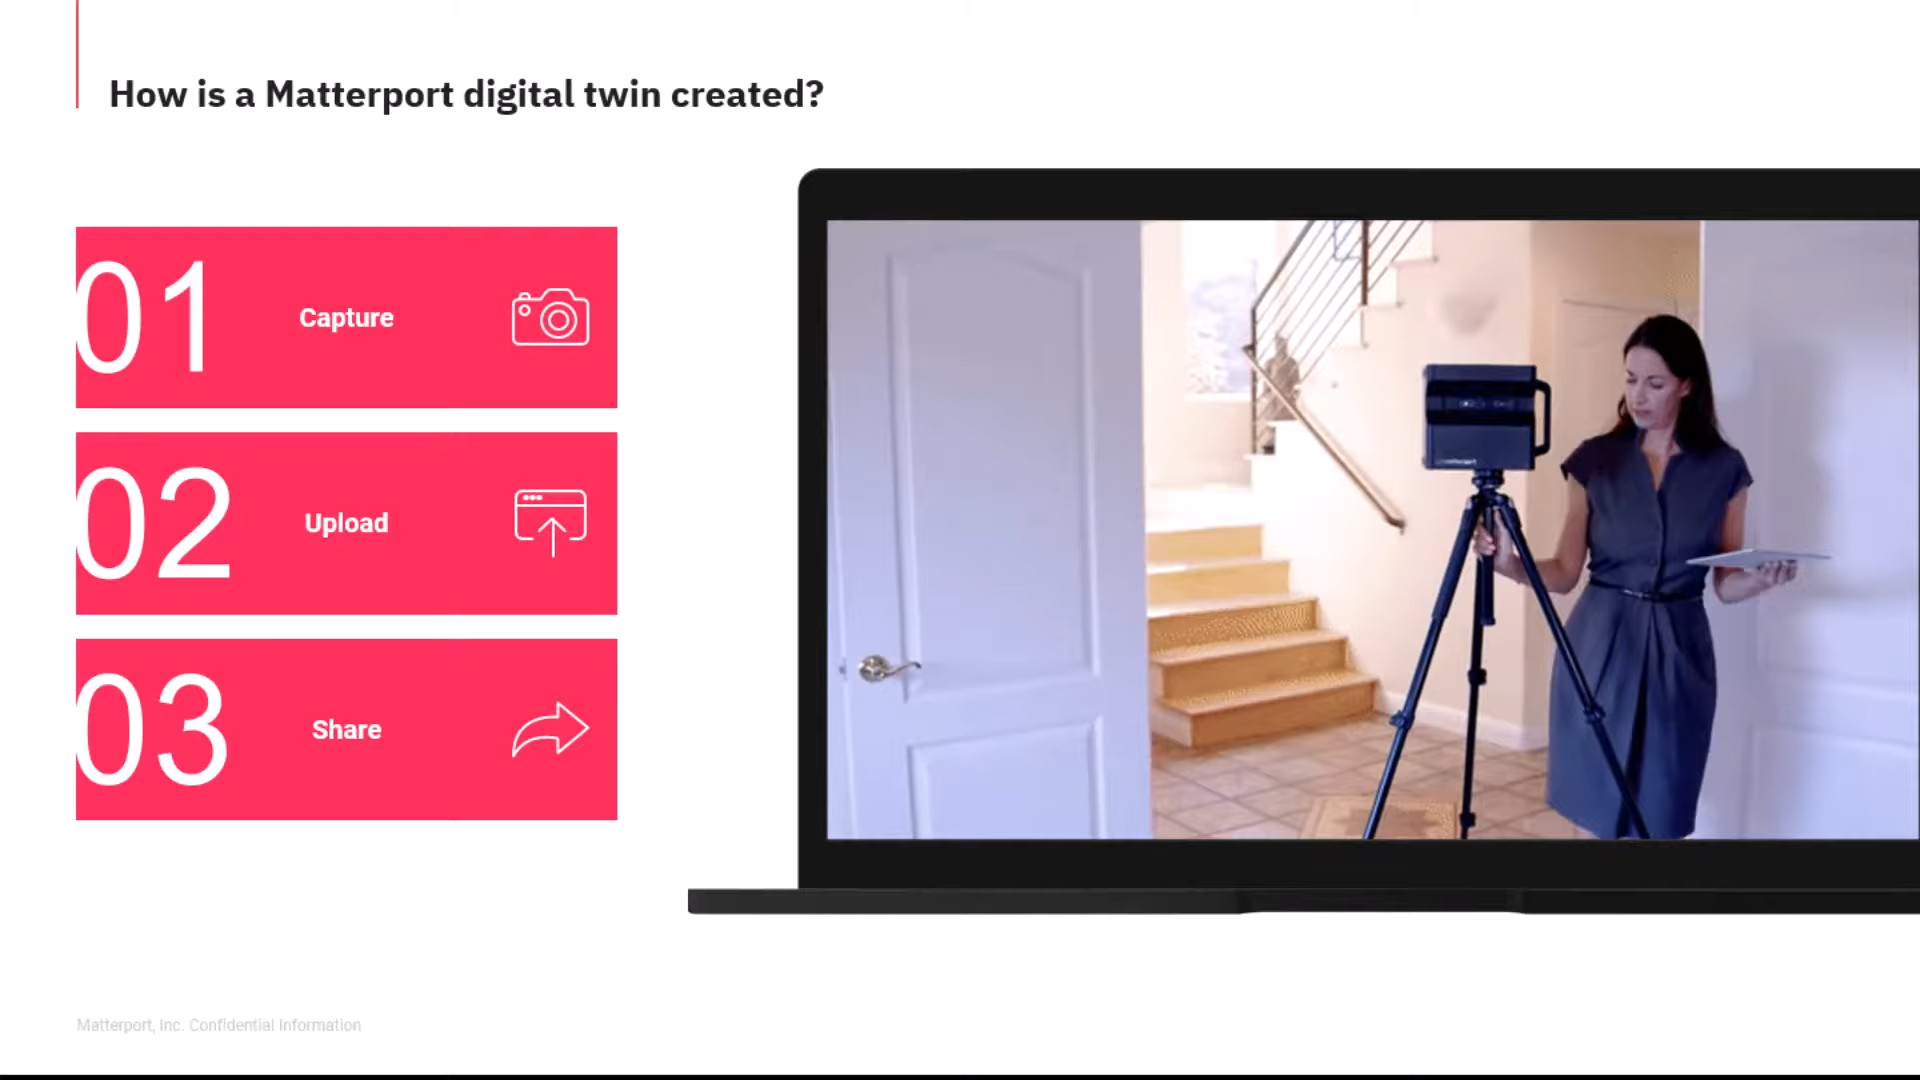 How is a Matterport digital twin created?
01
Capture
02
Upload
03
Share
Matterport, Inc. Confidential Information